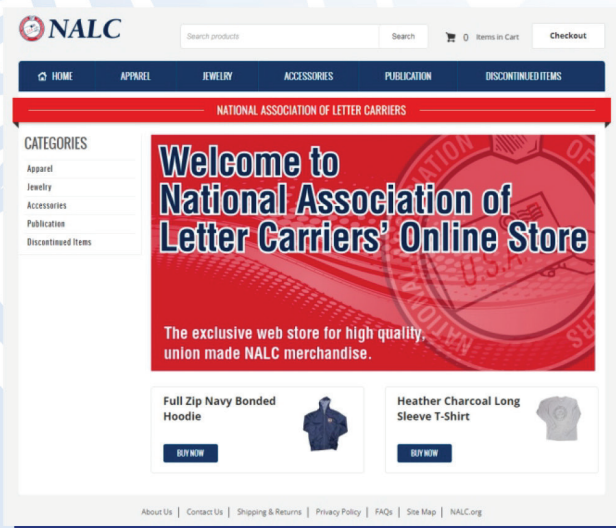 NALC
Search products
Search
0 Items in Cart
Checkout
HOME APPAREL JEWELRY ACCESSORIES PUBLICATION DISCONTINUED ITEMS
NATIONAL ASSOCIATION OF LETTER CARRIERS
CATEGORIES
Apparel
Jewelry
Accessories
Publication
Discontinued Items
Welcome to
National Association of
Letter Carriers’ Online Store
The exclusive web store for high quality,
union made NALC merchandise.
Full Zip Navy Bonded
Hoodie
BUY NOW
Heather Charcoal Long
Sleeve T-Shirt
BUY NOW
About Us | Contact Us | Shipping & Returns | Privacy Policy | FAQs | Site Map | NALC.org